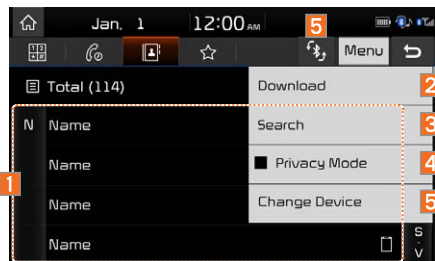 Jan. 1 12:00 AM
5
Menu
Total (114)
Download 2
N Name
Search 3
1
Name
Privacy Mode 4
Name
Change Device 5
Name
S
V